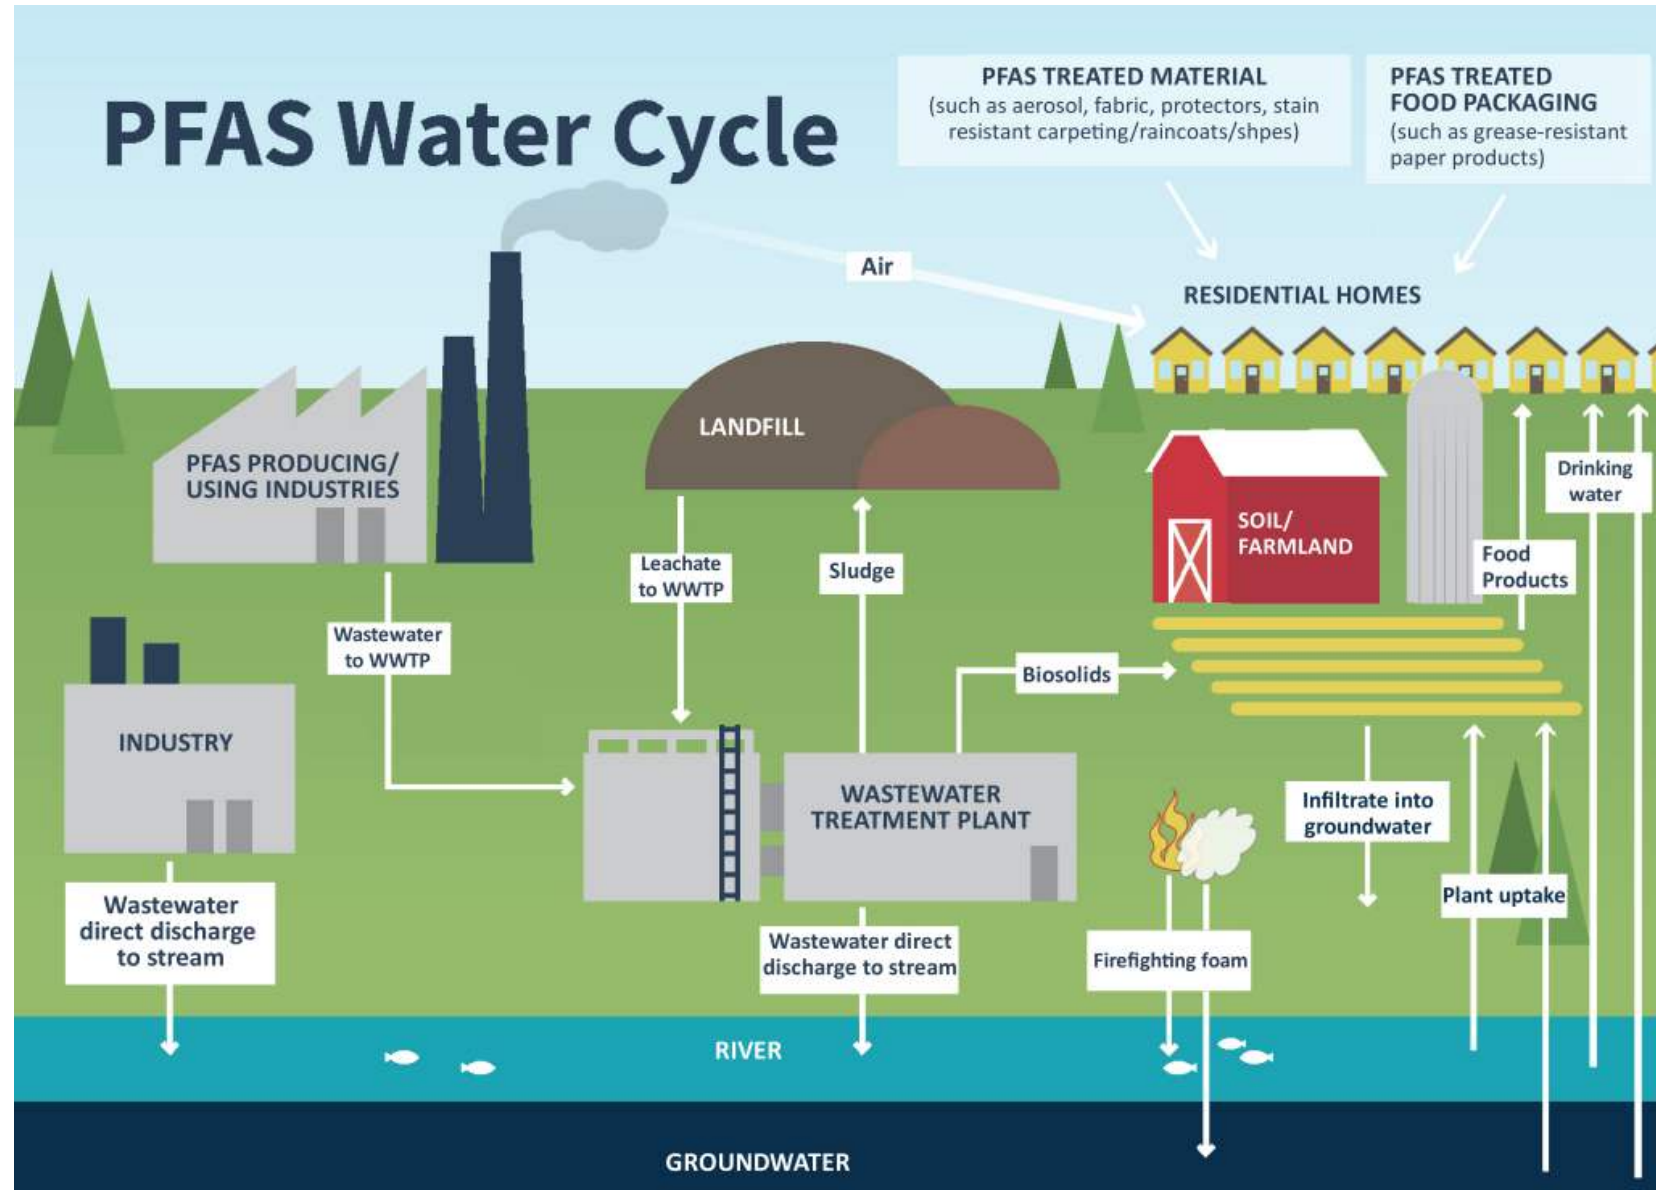 PFAS Water Cycle
PFAS TREATED MATERIAL
(such as aerosol, fabric, protectors, stain
resistant carpeting/raincoats/shpes)
PFAS TREATED
FOOD PACKAGING
(such as grease-resistant
paper products)
Air
RESIDENTIAL HOMES
LANDFILL
PFAS PRODUCING/
USING INDUSTRIES
Drinking
water
SOIL/
FARMLAND
Food
Products
Leachate
to WWTP
Sludge
Wastewater
to WWTP
Biosolids
INDUSTRY
WASTEWATER
TREATMENT PLANT
Infiltrate into
groundwater
Plant uptake
Wastewater
direct discharge
to stream
Wastewater direct
discharge to stream
Firefighting foam
RIVER
GROUNDWATER